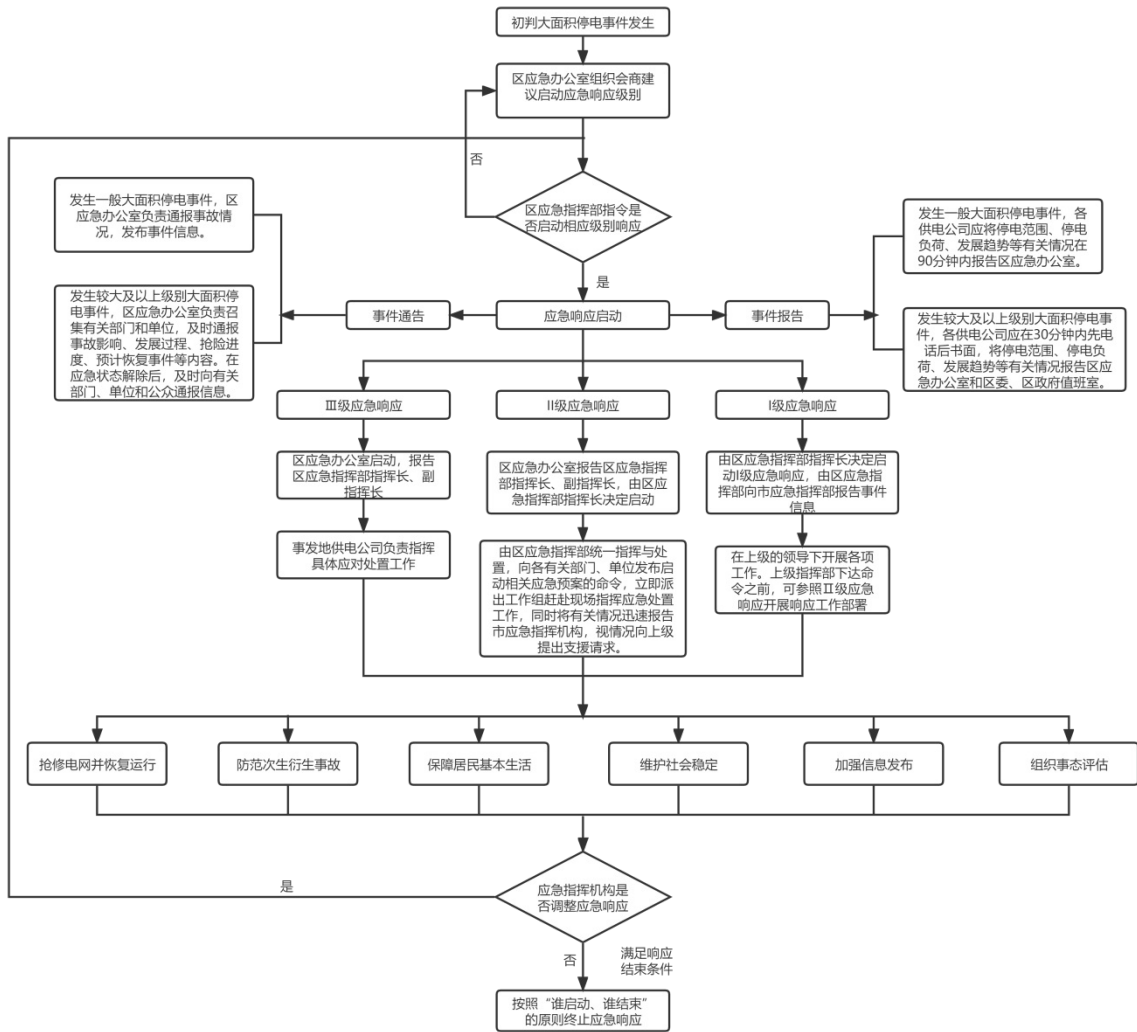 初判大面积停电事件发生
区应急办公室组织会商建
议启动应急响应级别
否
区应急指挥部指令是
否启动相应级别响应
是
发生一般大面积停电事件，区
应急办公室负责通报事故情
况，发布事件信息。
发生较大及以上级别大面积停
电事件，区应急办公室负责召
集有关部门和单位，及时通报
事故影响、发展过程、抢险进
度、预计恢复事件等内容。在
应急状态解除后，及时向有关
部门、单位和公众通报信息。
事件通告
应急响应启动
事件报告
发生一般大面积停电事件，各
供电公司应将停电范围、停电
负荷、发展趋势等有关情况在
90分钟内报告区应急办公室。
发生较大及以上级别大面积停电事
件，各供电公司应在30分钟内先电
话后书面，将停电范围、停电负
荷、发展趋势等有关情况报告区应
急办公室和区委、区政府值班室。
Ⅲ级应急响应
II级应急响应
I级应急响应
区应急办公室启动，报告
区应急指挥部指挥长、副
指挥长
区应急办公室报告区应急指挥
部指挥长、副指挥长，由区应
急指挥部指挥长决定启动
由区应急指挥部指挥长决定启
动I级应急响应，由区应急指
挥部向市应急指挥部报告事件
信息
事发地供电公司负责指挥
具体应对处置工作
由区应急指挥部统一指挥与处
置，向各有关部门、单位发布启
动相关应急预案的命令，立即派
出工作组赶赴现场指挥应急处置
工作，同时将有关情况迅速报告
市应急指挥机构，视情况向上级
提出支援请求。
在上级的领导下开展各项
工作。上级指挥部下达命
令之前，可参照Ⅱ级应急
响应开展响应工作部署
抢修电网并恢复运行
防范次生衍生事故
保障居民基本生活
维护社会稳定
加强信息发布
组织事态评估
应急指挥机构是
否调整应急响应
是
否
满足响应
结束条件
按照“谁启动、谁结束”
的原则终止应急响应